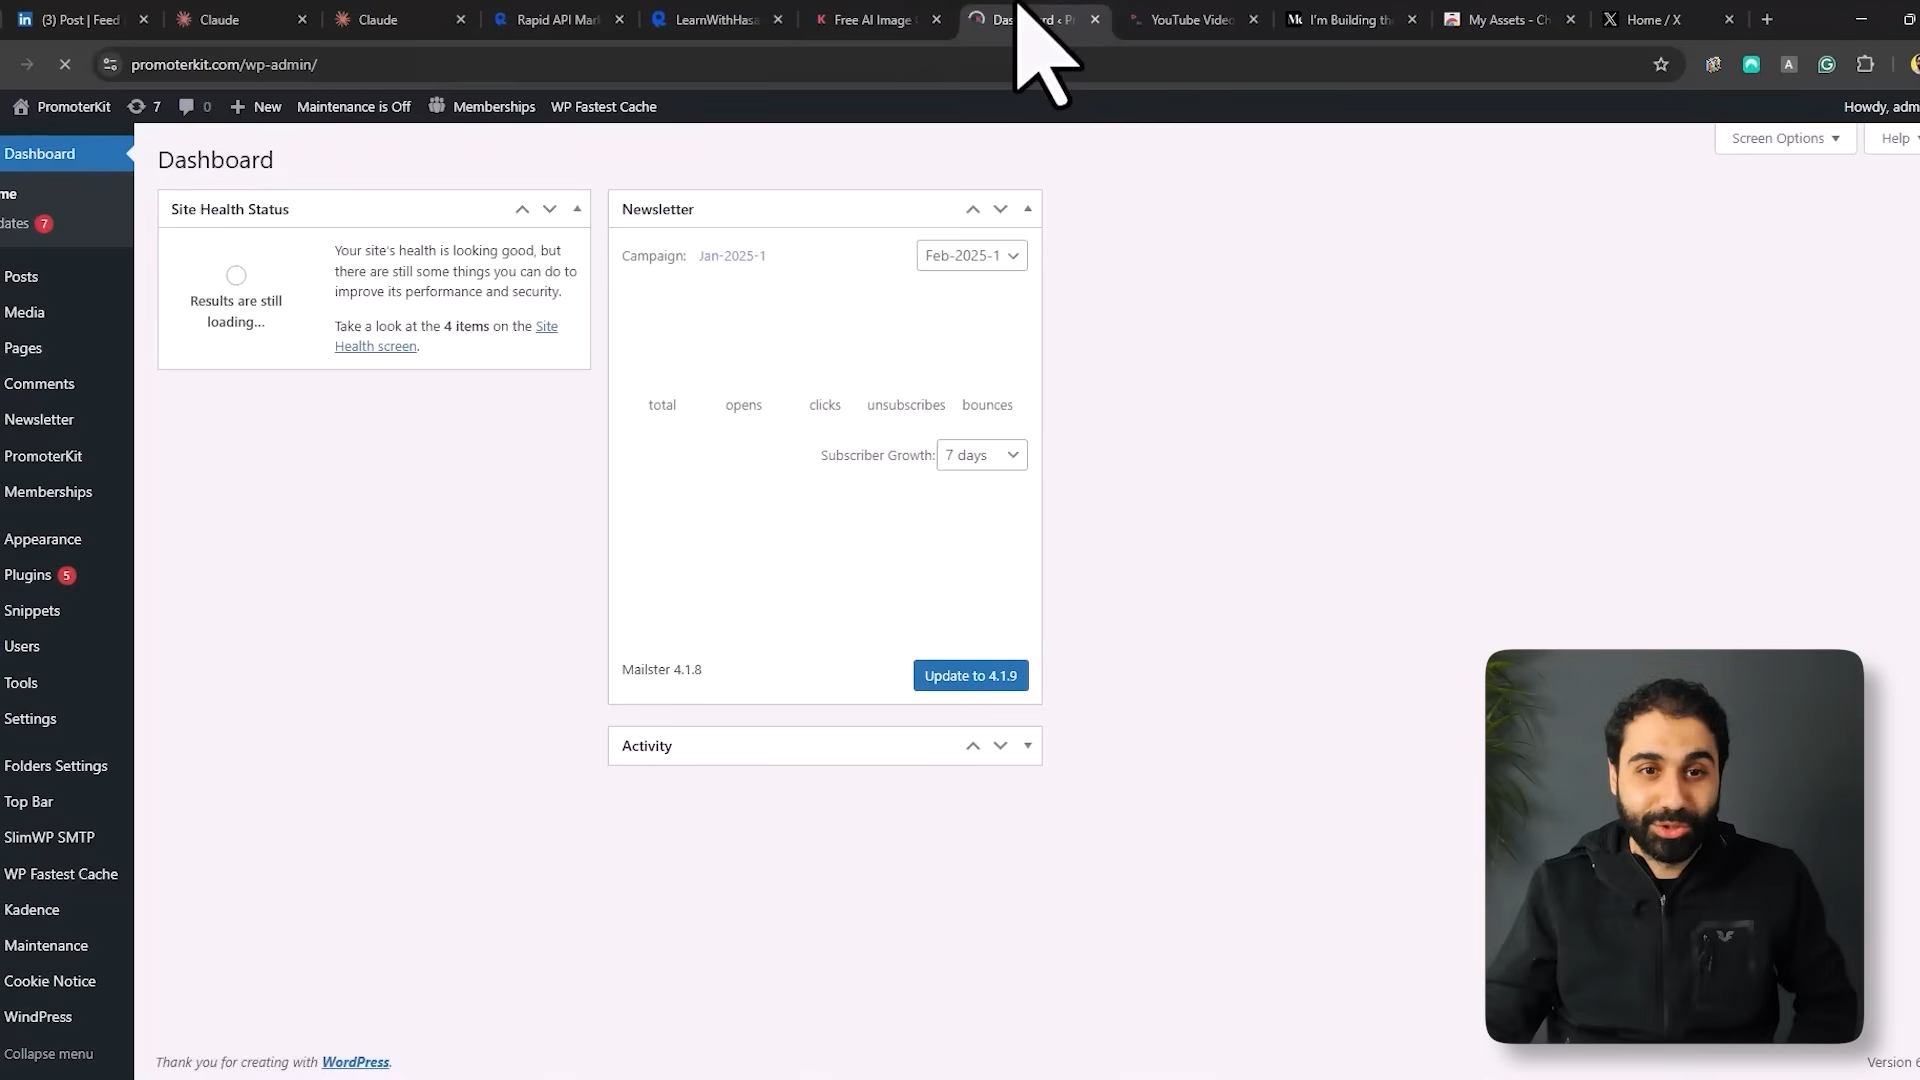 (3) Post | Feed
Claude
Claude
Rapid API Mar
LearnWithHasa
Free AI Image
YouTube Video
I'm Building th
My Assets - Ch
Home / X
promoterkit.com/wp-admin/
PromoterKit
7
0
New
Maintenance is Off
Memberships
WP Fastest Cache
Howdy, adm
Dashboard
me
dates 7
Posts
Media
Pages
Comments
Newsletter
PromoterKit
Memberships
Appearance
Plugins 5
Snippets
Users
Tools
Settings
Folders Settings
Top Bar
SlimWP SMTP
WP Fastest Cache
Kadence
Maintenance
Cookie Notice
WindPress
Collapse menu
Dashboard
Screen Options
Help
Site Health Status
Results are still
loading...
Your site's health is looking good, but
there are still some things you can do to
improve its performance and security.
Take a look at the 4 items on the Site
Health screen.
Newsletter
Campaign: Jan-2025-1
Feb-2025-1
total opens clicks unsubscribes bounces
Subscriber Growth: 7 days
Mailster 4.1.8
Update to 4.1.9
Activity
Thank you for creating with WordPress.
Version 6